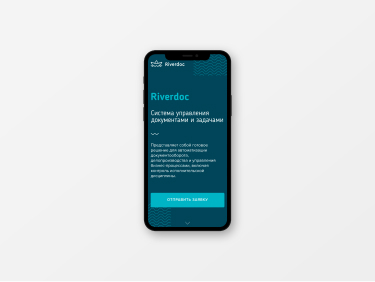 Riverdoc
Riverdoc
Система управления
документами и задачами
Представляет собой готовое
решение для автоматизации
документооборота,
делопроизводства и управления
бизнес-процессами, включая
контроль исполнительской
дисциплины.
ОТПРАВИТЬ ЗАЯВКУ